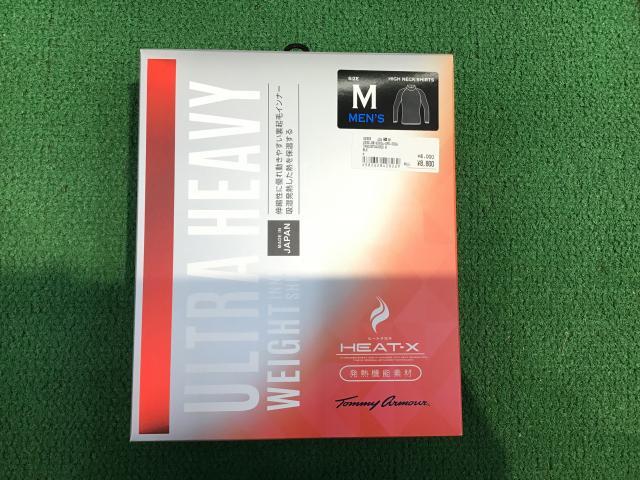 SIZE
M
MEN'S
HIGH NECK SHIRTS
¥8,000
¥8,800
ULTRA HEAVY
WEIGHT
伸縮性に優れ動きやすい裏起毛インナー
吸湿発熱した熱を保温する
MADE IN
JAPAN
ヒートクロス
HEAT-X
発熱機能素材
Tommy Armour